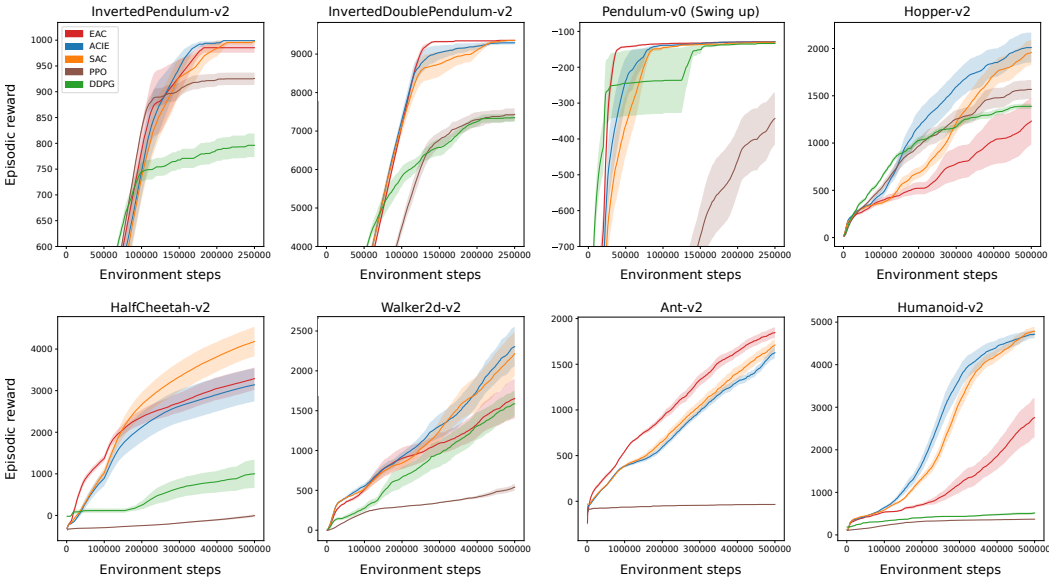 InvertedPendulum-v2
Episodic reward
1000
950
900
850
800
750
700
650
600
EAC
ACIE
SAC
PPO
DDPG
0 50000 100000 150000 200000 250000
Environment steps
InvertedDoublePendulum-v2
9000
8000
7000
6000
5000
4000
0 50000 100000 150000 200000 250000
Environment steps
Pendulum-v0 (Swing up)
−100
−200
−300
−400
−500
−600
−700
0 50000 100000 150000 200000 250000
Environment steps
Hopper-v2
2000
1500
1000
500
0
0 100000 200000 300000 400000 500000
Environment steps
HalfCheetah-v2
Episodic reward
4000
3000
2000
1000
0
0 100000 200000 300000 400000 500000
Environment steps
Walker2d-v2
2500
2000
1500
1000
500
0
0 100000 200000 300000 400000 500000
Environment steps
Ant-v2
2000
1500
1000
500
0
0 100000 200000 300000 400000 500000
Environment steps
Humanoid-v2
5000
4000
3000
2000
1000
0
0 100000 200000 300000 400000 500000
Environment steps